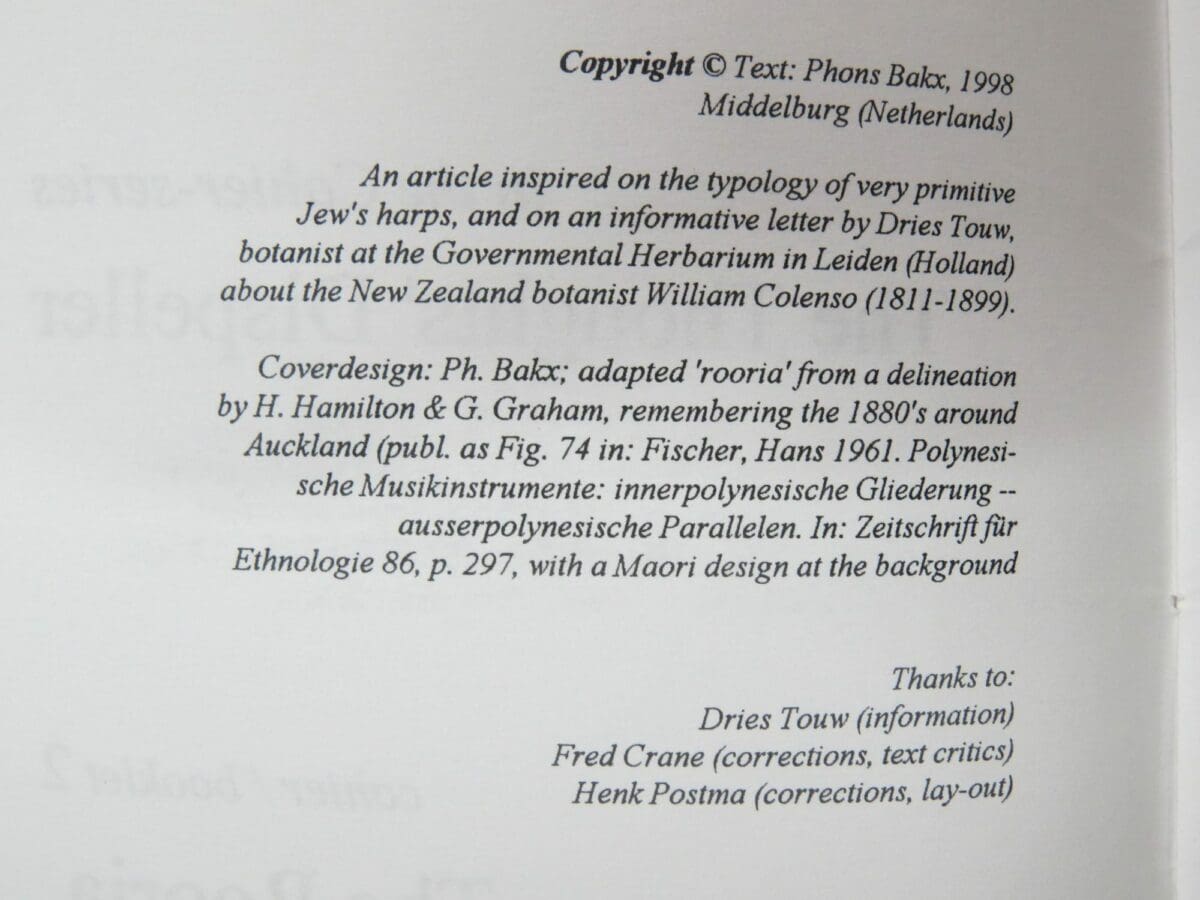 Copyright © Text: Phons Bakx, 1998
Middelburg (Netherlands)
An article inspired on the typology of very primitive
Jew's harps, and on an informative letter by Dries Touw,
botanist at the Governmental Herbarium in Leiden (Holland)
about the New Zealand botanist William Colenso (1811-1899).
Coverdesign: Ph. Bakx; adapted 'rooria' from a delineation
by H. Hamilton & G. Graham, remembering the 1880's around
Auckland (publ. as Fig. 74 in: Fischer, Hans 1961. Polynesi-
sche Musikinstrumente: innerpolynesische Gliederung --
ausserpolynesische Parallelen. In: Zeitschrift für
Ethnologie 86, p. 297, with a Maori design at the background
Thanks to:
Dries Touw (information)
Fred Crane (corrections, text critics)
Henk Postma (corrections, lay-out)